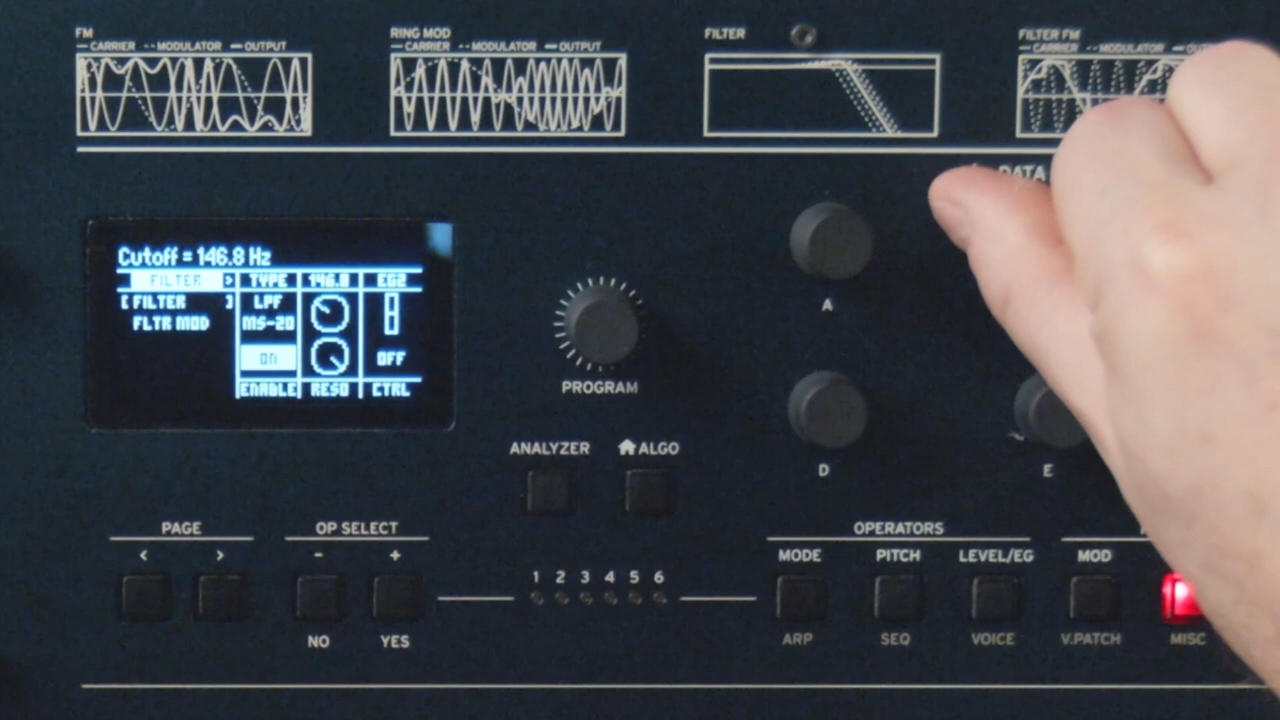 FM
CARRIER MODULATOR OUTPUT
RING MOD
CARRIER MODULATOR OUTPUT
FILTER
FILTER FM
CARRIER MODULATOR
DATA
Cutoff = 146.8 Hz
FILTER > TYPE 146.8 EG2
[ FILTER ] LPF
FLTR MOD MS-20
On OFF
ENABLE RESO CTRL
A
PROGRAM
D E
ANALYZER ALGO
PAGE OP SELECT OPERATORS
< > - + MODE PITCH LEVEL/EG MOD
1 2 3 4 5 6
NO YES ARP SEQ VOICE V.PATCH MISC